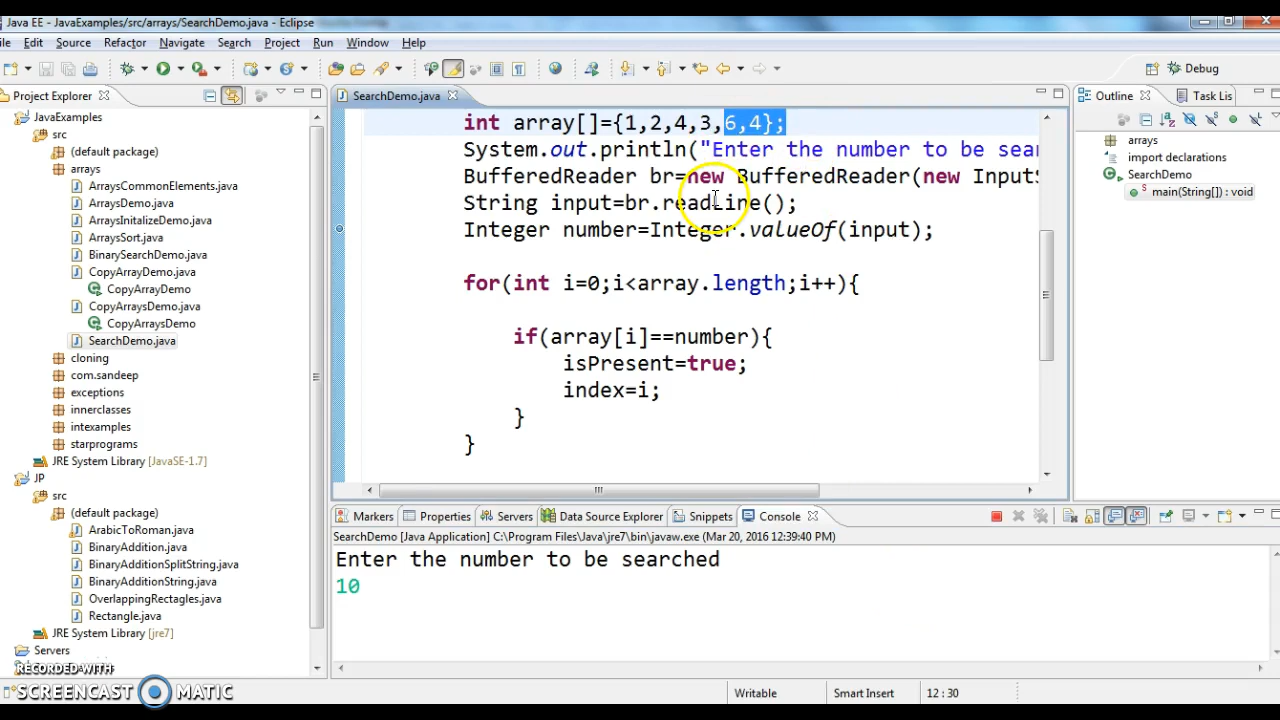 Java EE - JavaExamples/src/arrays/SearchDemo.java - Eclipse
Edit Source Refactor Navigate Search Project Run Window Help
Debug
Project Explorer
JavaExamples
src
(default package)
arrays
ArraysCommonElements.java
ArraysDemo.java
ArraysInitalizeDemo.java
ArraysSort.java
BinarySearchDemo.java
CopyArrayDemo.java
CopyArrayDemo
CopyArraysDemo.java
CopyArraysDemo
SearchDemo.java
cloning
com.sandeep
exceptions
innerclasses
intexamples
starprograms
JRE System Library [JavaSE-1.7]
JP
src
(default package)
ArabicToRoman.java
BinaryAddition.java
BinaryAdditionSplitString.java
BinaryAdditionString.java
OverlappingRectagles.java
Rectangle.java
JRE System Library [jre7]
Servers
RECORDED WITH
SCREENCAST MATIC
SearchDemo.java
int array[]={1,2,4,3,6,4};
System.out.println("Enter the number to be sear
BufferedReader br=new BufferedReader(new InputS
String input=br.readLine();
Integer number=Integer.valueOf(input);
for(int i=0;i<array.length;i++){
if(array[i]==number){
isPresent=true;
index=i;
}
}
Outline Task Lis
arrays
import declarations
SearchDemo
main(String[]) : void
Markers Properties Servers Data Source Explorer Snippets Console
SearchDemo [Java Application] C:\Program Files\Java\jre7\bin\javaw.exe (Mar 20, 2016 12:39:40 PM)
Enter the number to be searched
10
Writable Smart Insert 12 : 30